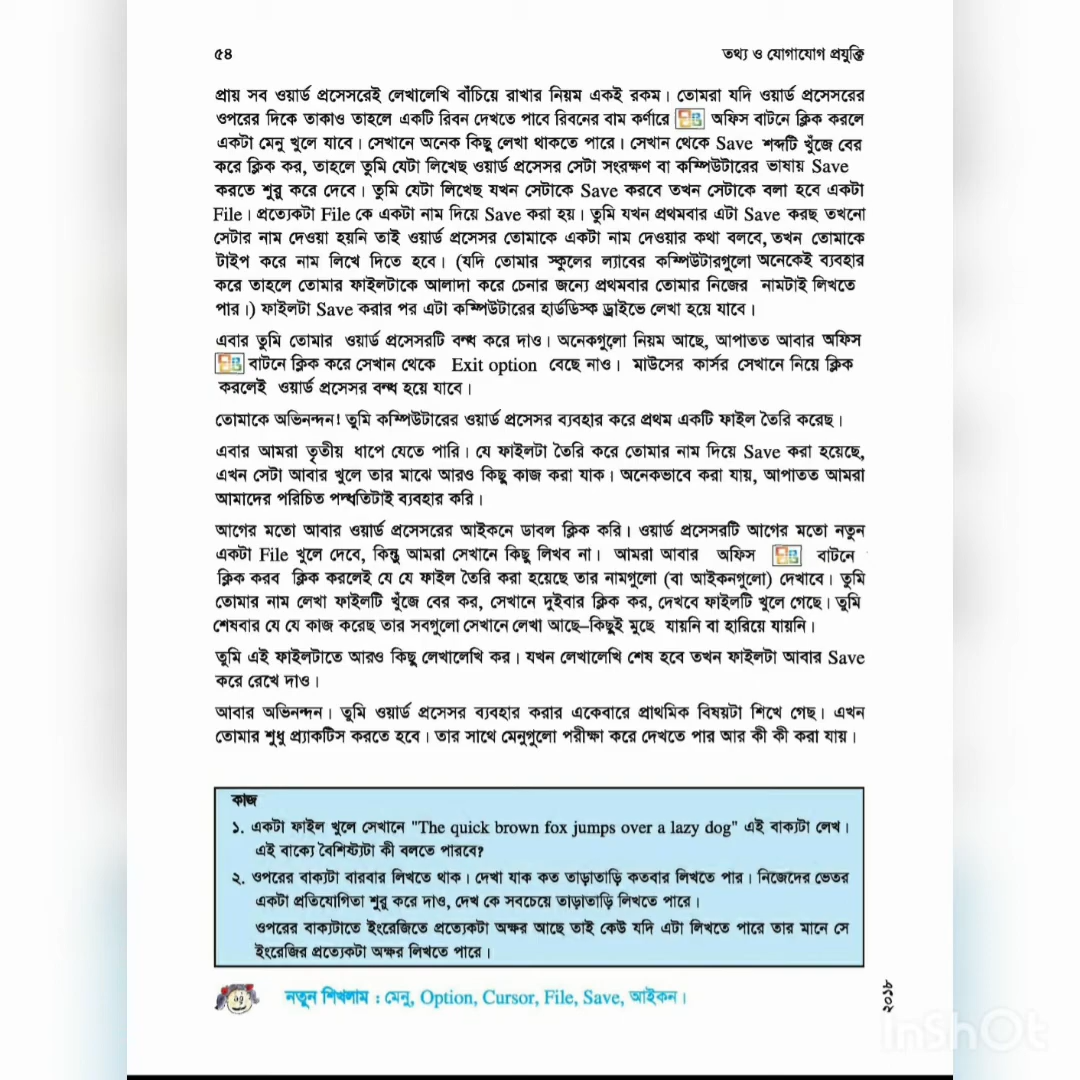 ৫৪ তথ্য ও যোগাযোগ প্রযুক্তি
প্রায় সব ওয়ার্ড প্রসেসরেই লেখালেখি বাঁচিয়ে রাখার নিয়ম একই রকম। তোমরা যদি ওয়ার্ড প্রসেসরের
ওপরের দিকে তাকাও তাহলে একটি রিবন দেখতে পাবে রিবনের বাম কর্ণারে অফিস বাটনে ক্লিক করলে
একটা মেনু খুলে যাবে। সেখানে অনেক কিছু লেখা থাকতে পারে। সেখান থেকে Save শব্দটি খুঁজে বের
করে ক্লিক কর, তাহলে তুমি যেটা লিখেছ ওয়ার্ড প্রসেসর সেটা সংরক্ষণ বা কম্পিউটারের ভাষায় Save
করতে শুরু করে দেবে। তুমি যেটা লিখেছ যখন সেটাকে Save করবে তখন সেটাকে বলা হবে একটা
File। প্রত্যেকটা File কে একটা নাম দিয়ে Save করা হয়। তুমি যখন প্রথমবার এটা Save করছ তখনো
সেটার নাম দেওয়া হয়নি তাই ওয়ার্ড প্রসেসর তোমাকে একটা নাম দেওয়ার কথা বলবে, তখন তোমাকে
টাইপ করে নাম লিখে দিতে হবে। (যদি তোমার স্কুলের ল্যাবের কম্পিউটারগুলো অনেকেই ব্যবহার
করে তাহলে তোমার ফাইলটাকে আলাদা করে চেনার জন্যে প্রথমবার তোমার নিজের নামটাই লিখতে
পার।) ফাইলটা Save করার পর এটা কম্পিউটারের হার্ডডিস্ক ড্রাইভে লেখা হয়ে যাবে।
এবার তুমি তোমার ওয়ার্ড প্রসেসরটি বন্ধ করে দাও। অনেকগুলো নিয়ম আছে, আপাতত আবার অফিস
বাটনে ক্লিক করে সেখান থেকে Exit option বেছে নাও। মাউসের কার্সর সেখানে নিয়ে ক্লিক
করলেই ওয়ার্ড প্রসেসর বন্ধ হয়ে যাবে।
তোমাকে অভিনন্দন! তুমি কম্পিউটারের ওয়ার্ড প্রসেসর ব্যবহার করে প্রথম একটি ফাইল তৈরি করেছ।
এবার আমরা তৃতীয় ধাপে যেতে পারি। যে ফাইলটা তৈরি করে তোমার নাম দিয়ে Save করা হয়েছে,
এখন সেটা আবার খুলে তার মাঝে আরও কিছু কাজ করা যাক। অনেকভাবে করা যায়, আপাতত আমরা
আমাদের পরিচিত পদ্ধতিটাই ব্যবহার করি।
আগের মতো আবার ওয়ার্ড প্রসেসরের আইকনে ডাবল ক্লিক করি। ওয়ার্ড প্রসেসরটি আগের মতো নতুন
একটা File খুলে দেবে, কিন্তু আমরা সেখানে কিছু লিখব না। আমরা আবার অফিস বাটনে
ক্লিক করব ক্লিক করলেই যে যে ফাইল তৈরি করা হয়েছে তার নামগুলো (বা আইকনগুলো) দেখাবে। তুমি
তোমার নাম লেখা ফাইলটি খুঁজে বের কর, সেখানে দুইবার ক্লিক কর, দেখবে ফাইলটি খুলে গেছে। তুমি
শেষবার যে যে কাজ করেছ তার সবগুলো সেখানে লেখা আছে–কিছুই মুছে যায়নি বা হারিয়ে যায়নি।
তুমি এই ফাইলটাতে আরও কিছু লেখালেখি কর। যখন লেখালেখি শেষ হবে তখন ফাইলটা আবার Save
করে রেখে দাও।
আবার অভিনন্দন। তুমি ওয়ার্ড প্রসেসর ব্যবহার করার একেবারে প্রাথমিক বিষয়টা শিখে গেছ। এখন
তোমার শুধু প্র্যাকটিস করতে হবে। তার সাথে মেনুগুলো পরীক্ষা করে দেখতে পার আর কী কী করা যায়।
কাজ
১. একটা ফাইল খুলে সেখানে "The quick brown fox jumps over a lazy dog" এই বাক্যটা লেখ।
এই বাক্যে বৈশিষ্ট্যটা কী বলতে পারবে?
২. ওপরের বাক্যটা বারবার লিখতে থাক। দেখা যাক কত তাড়াতাড়ি কতবার লিখতে পার। নিজেদের ভেতর
একটা প্রতিযোগিতা শুরু করে দাও, দেখ কে সবচেয়ে তাড়াতাড়ি লিখতে পারে।
ওপরের বাক্যটাতে ইংরেজিতে প্রত্যেকটা অক্ষর আছে তাই কেউ যদি এটা লিখতে পারে তার মানে সে
ইংরেজির প্রত্যেকটা অক্ষর লিখতে পারে।
নতুন শিখলাম : মেনু, Option, Cursor, File, Save, আইকন।
২০১৮
InShOt